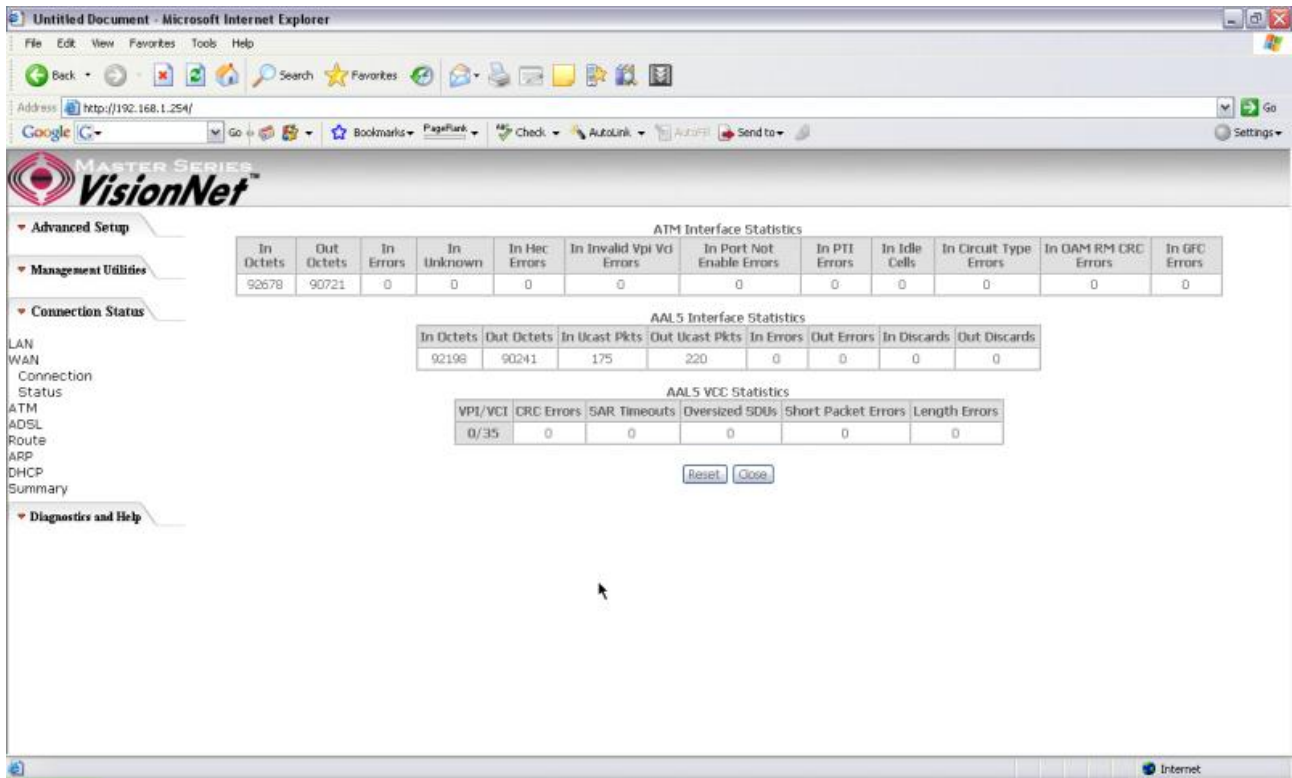 Untitled Document - Microsoft Internet Explorer
File Edit View Favorites Tools Help
Back Search Favorites
Address http://192.168.1.254/ Go
Google G Go Bookmarks PageRank Check AutoLink AutoFill Send to Settings
MASTER SERIES
VisionNet™
Advanced Setup
Management Utilities
Connection Status
LAN
WAN
Connection
Status
ATM
ADSL
Route
ARP
DHCP
Summary
Diagnostics and Help
ATM Interface Statistics
In Octets Out Octets In Errors In Unknown In Hec Errors In Invalid Vpi Vci Errors In Port Not Enable Errors In PTI Errors In Idle Cells In Circuit Type Errors In OAM RM CRC Errors In GFC Errors
92678 90721 0 0 0 0 0 0 0 0 0 0
AAL5 Interface Statistics
In Octets Out Octets In Ucast Pkts Out Ucast Pkts In Errors Out Errors In Discards Out Discards
92198 90241 175 220 0 0 0 0
AAL5 VCC Statistics
VPI/VCI CRC Errors SAR Timeouts Oversized SDUs Short Packet Errors Length Errors
0/35 0 0 0 0 0
Reset Close
Internet